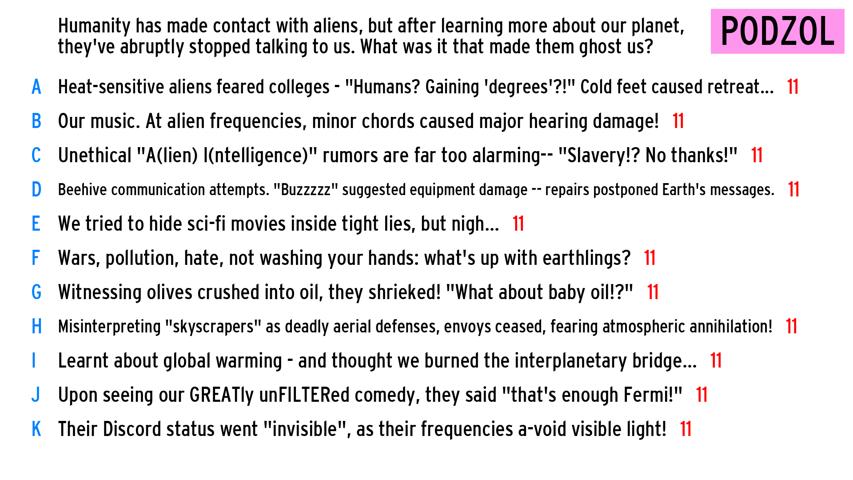 Humanity has made contact with aliens, but after learning more about our planet,
they've abruptly stopped talking to us. What was it that made them ghost us?
PODZOL
A Heat-sensitive aliens feared colleges - "Humans? Gaining 'degrees'?!" Cold feet caused retreat... 11
B Our music. At alien frequencies, minor chords caused major hearing damage! 11
C Unethical "A(lien) I(ntelligence)" rumors are far too alarming-- "Slavery!? No thanks!" 11
D Beehive communication attempts. "Buzzzzz" suggested equipment damage -- repairs postponed Earth's messages. 11
E We tried to hide sci-fi movies inside tight lies, but nigh... 11
F Wars, pollution, hate, not washing your hands: what's up with earthlings? 11
G Witnessing olives crushed into oil, they shrieked! "What about baby oil!?" 11
H Misinterpreting "skyscrapers" as deadly aerial defenses, envoys ceased, fearing atmospheric annihilation! 11
I Learnt about global warming - and thought we burned the interplanetary bridge... 11
J Upon seeing our GREATly unFILTERed comedy, they said "that's enough Fermi!" 11
K Their Discord status went "invisible", as their frequencies a-void visible light! 11